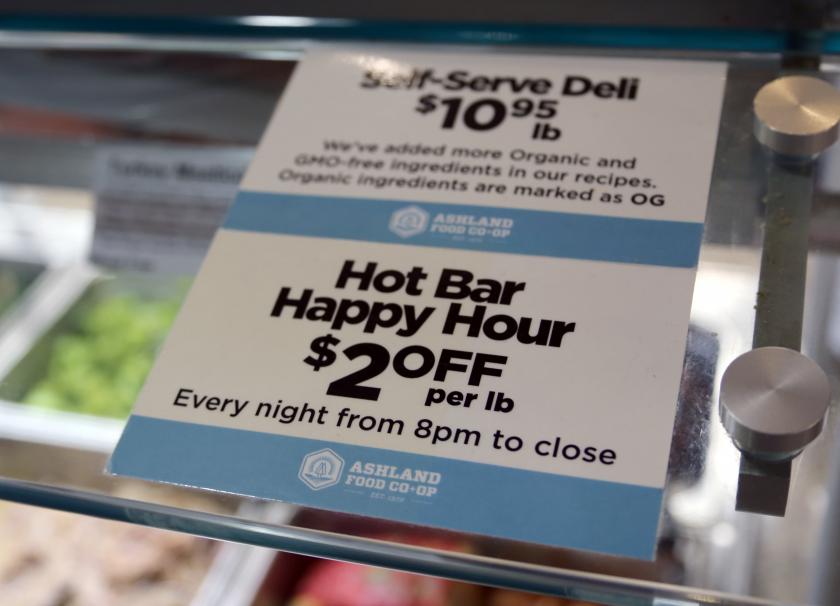 Self-Serve Deli
$10 95
lb
We've added more Organic and
GMO-free ingredients in our recipes.
Organic ingredients are marked as OG
ASHLAND
FOOD CO·OP
Hot Bar
Happy Hour
$2 OFF
per lb
Every night from 8pm to close
ASHLAND
FOOD CO·OP